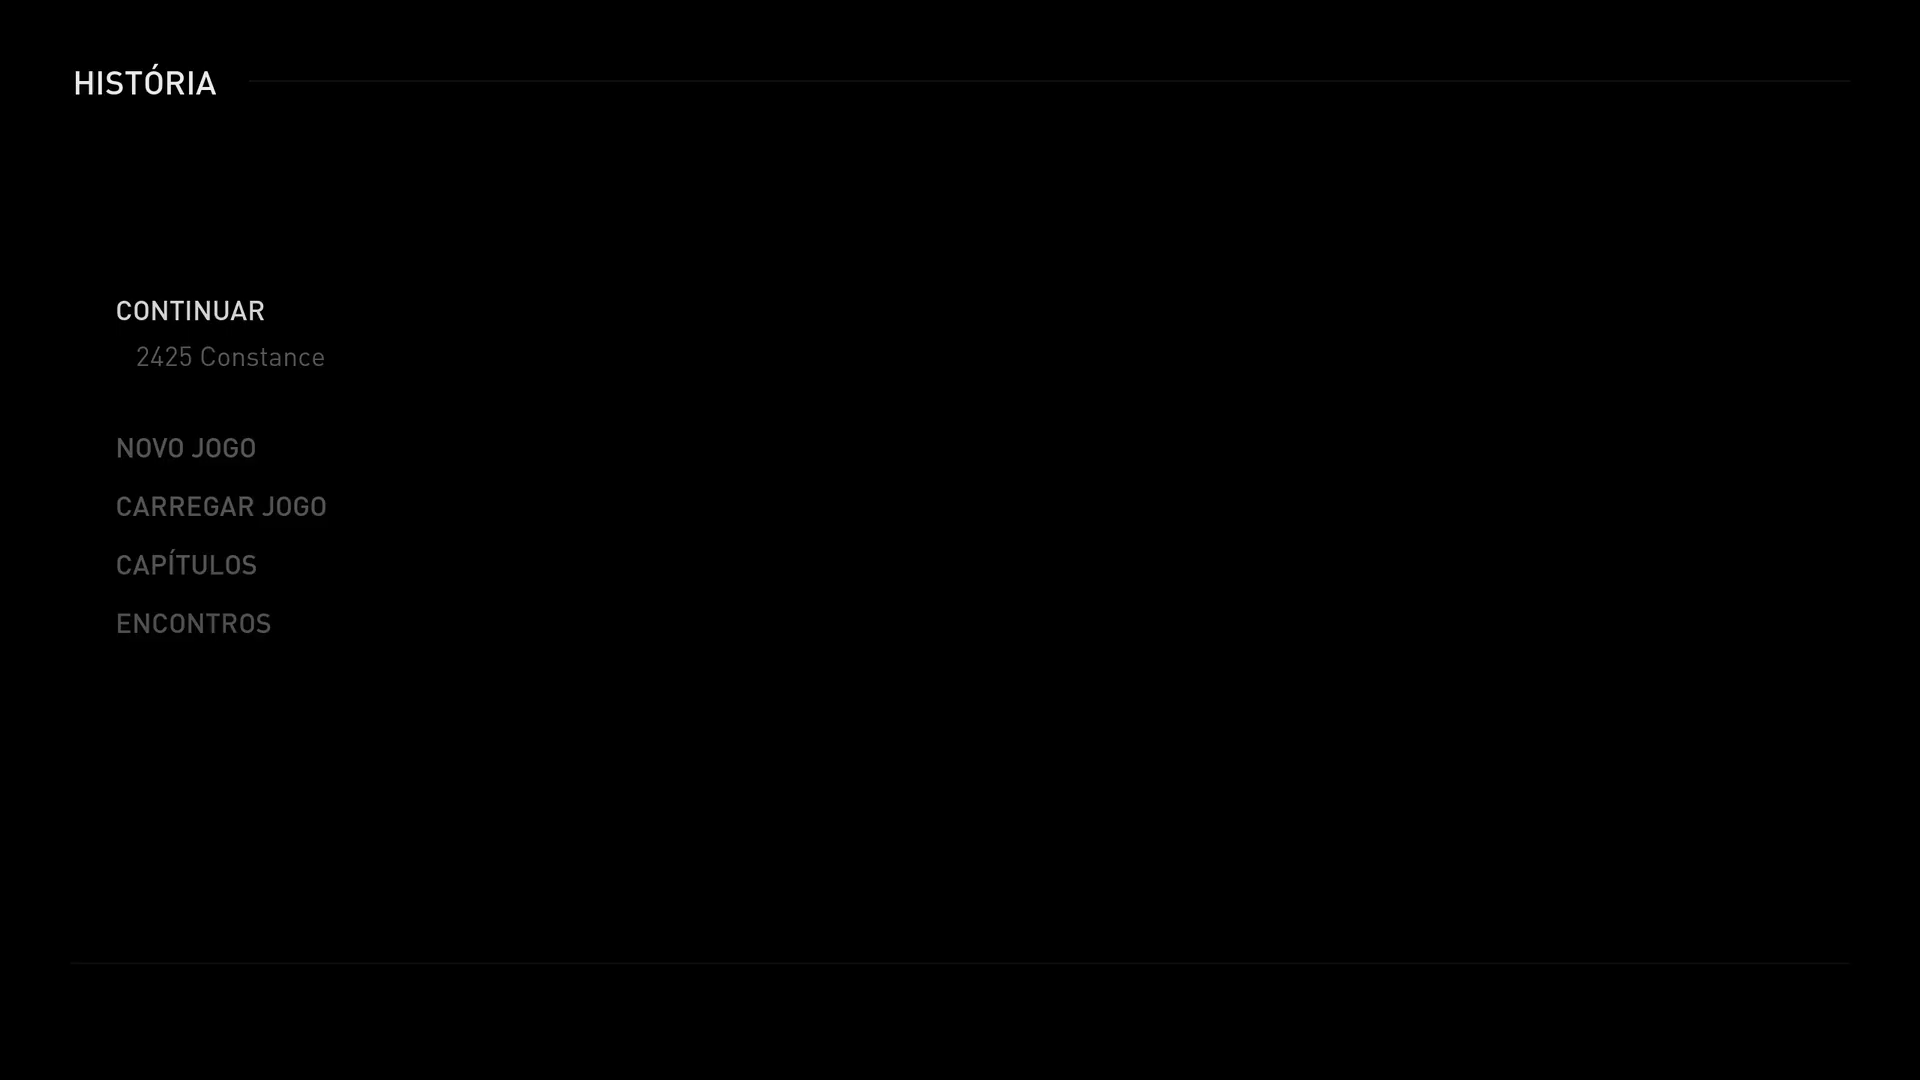 HISTÓRIA
CONTINUAR
2425 Constance
NOVO JOGO
CARREGAR JOGO
CAPÍTULOS
ENCONTROS